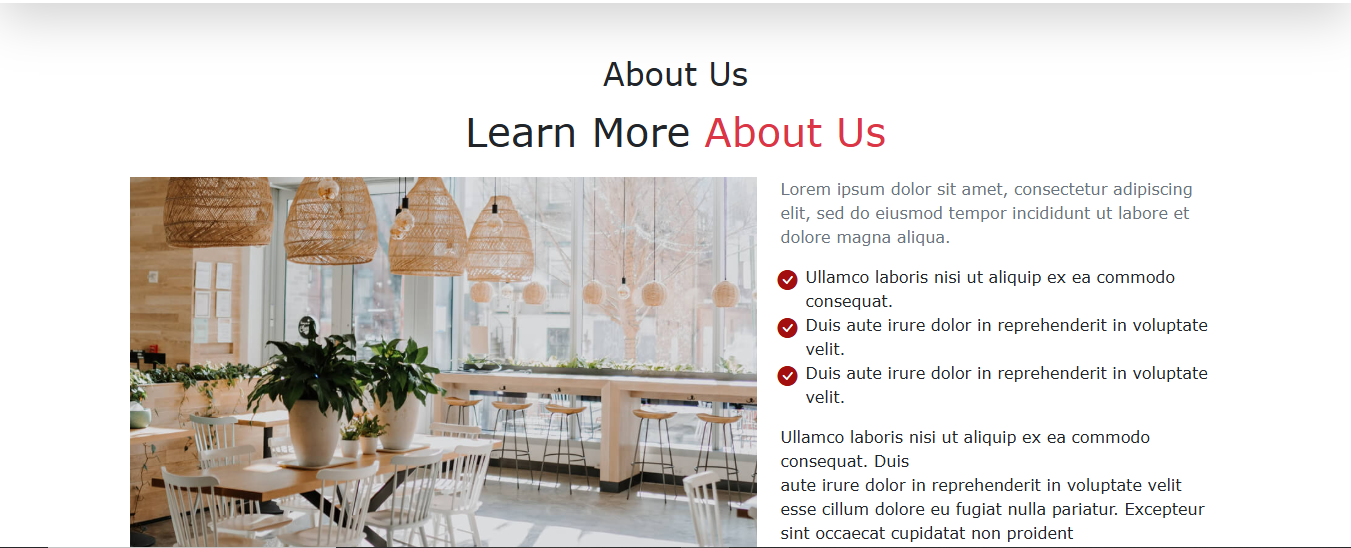 About Us
Learn More About Us
Lorem ipsum dolor sit amet, consectetur adipiscing
elit, sed do eiusmod tempor incididunt ut labore et
dolore magna aliqua.
Ullamco laboris nisi ut aliquip ex ea commodo
consequat.
Duis aute irure dolor in reprehenderit in voluptate
velit.
Duis aute irure dolor in reprehenderit in voluptate
velit.
Ullamco laboris nisi ut aliquip ex ea commodo
consequat. Duis
aute irure dolor in reprehenderit in voluptate velit
esse cillum dolore eu fugiat nulla pariatur. Excepteur
sint occaecat cupidatat non proident